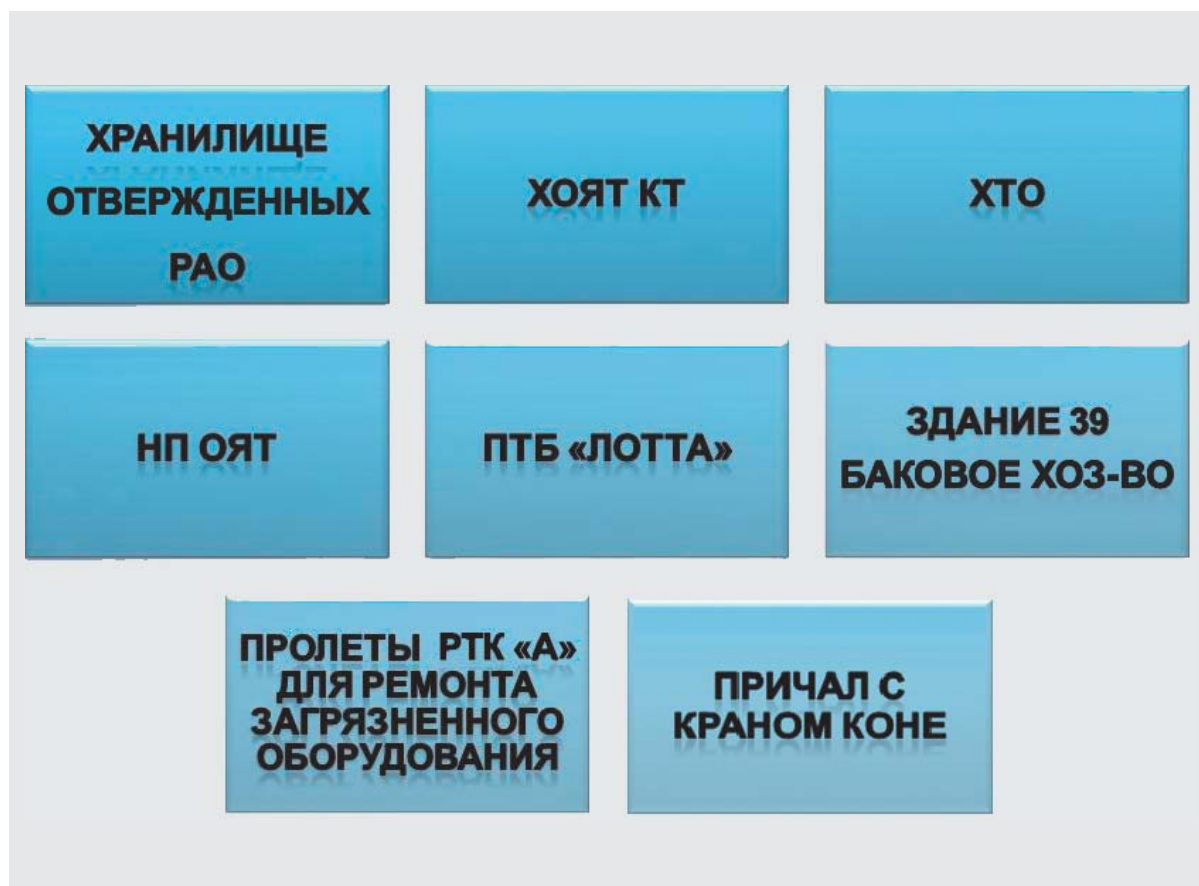 ХРАНИЛИЩЕ
ОТВЕРЖДЕННЫХ
РАО
ХОЯТ КТ
ХТО
НП ОЯТ
ПТБ «ЛОТТА»
ЗДАНИЕ 39
БАКОВОЕ ХОЗ-ВО
ПРОЛЕТЫ РТК «А»
ДЛЯ РЕМОНТА
ЗАГРЯЗНЕННОГО
ОБОРУДОВАНИЯ
ПРИЧАЛ С
КРАНОМ КОНЕ